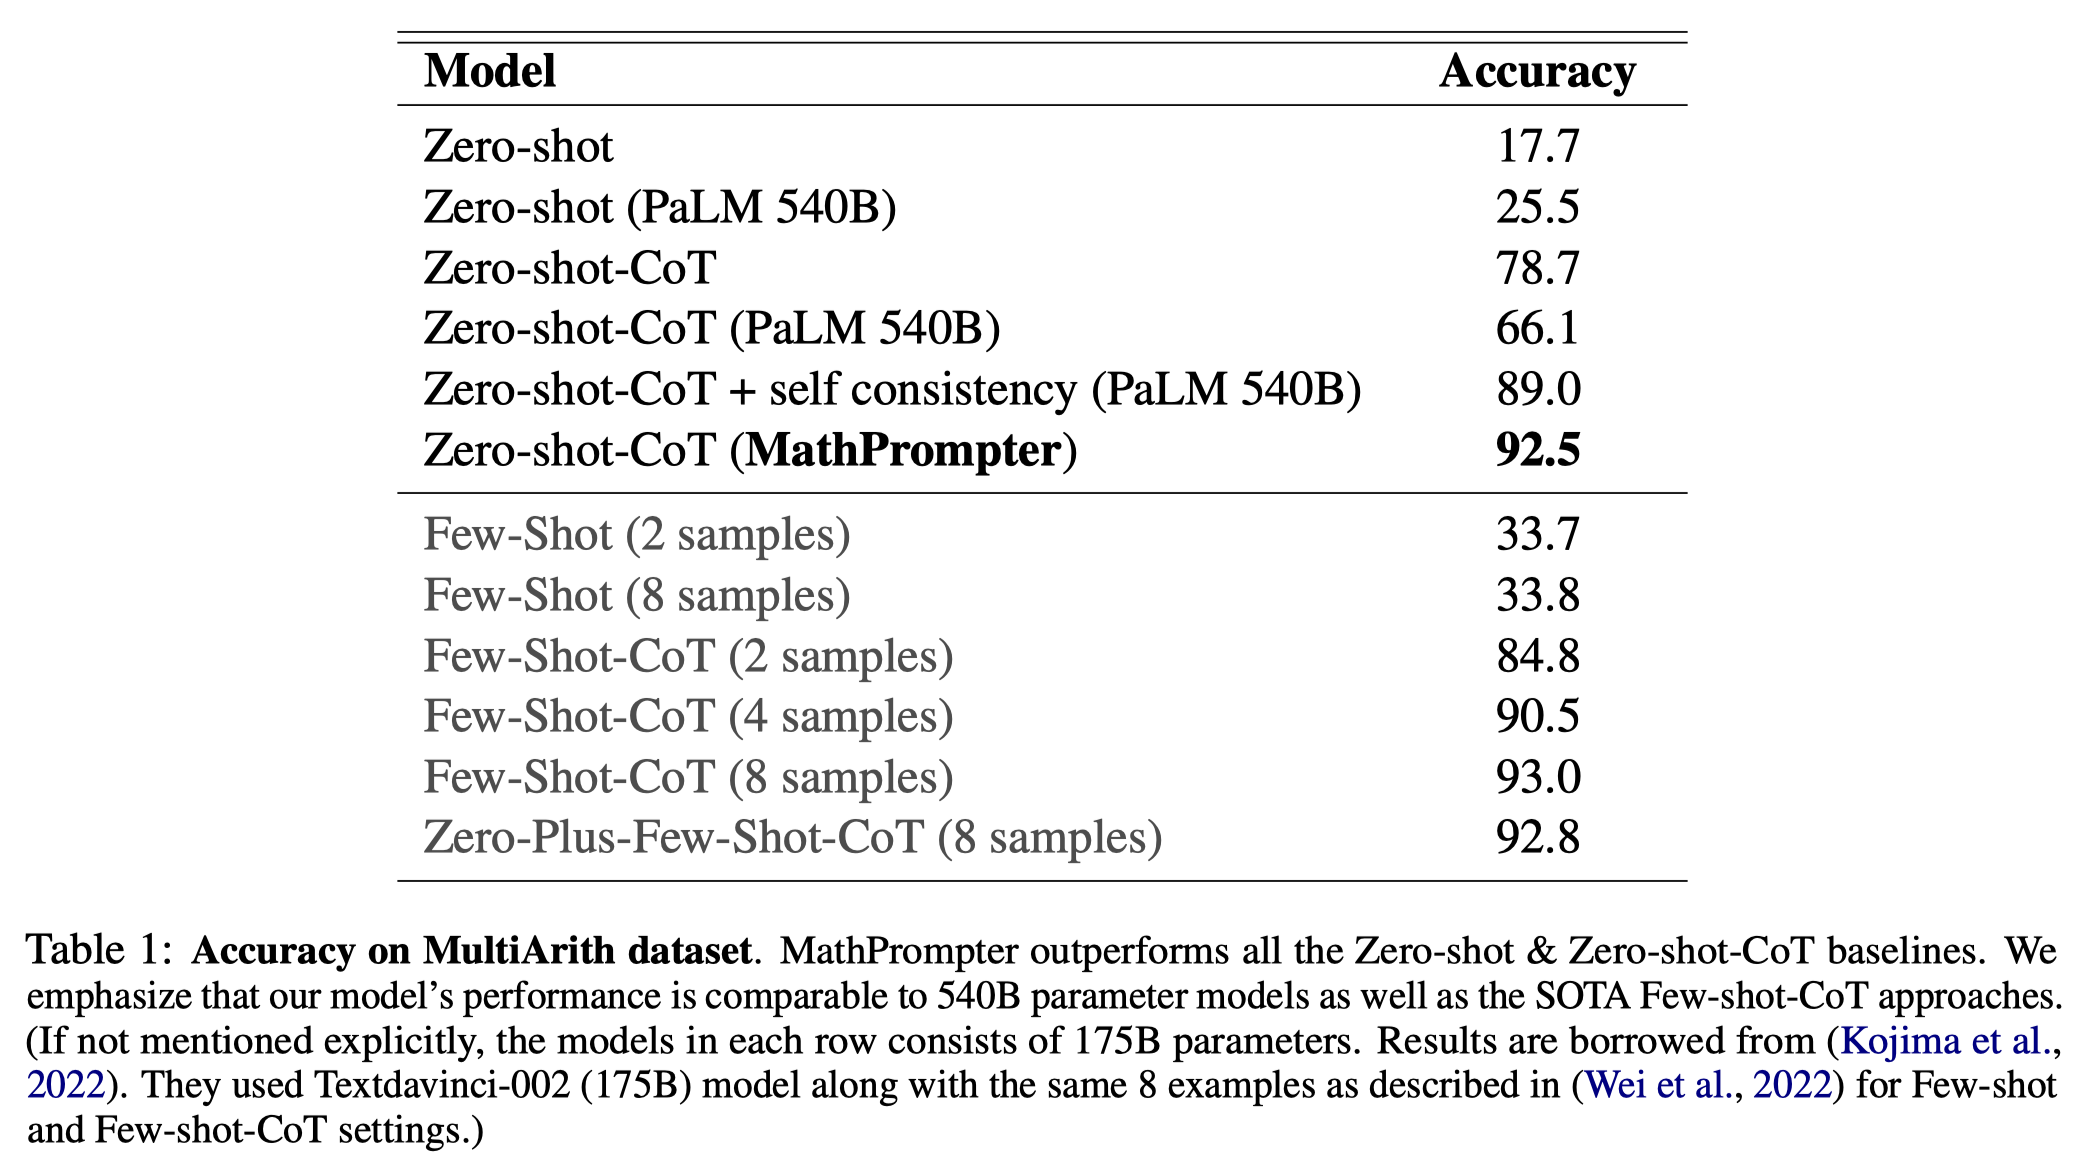 Model Accuracy
Zero-shot 17.7
Zero-shot (PaLM 540B) 25.5
Zero-shot-CoT 78.7
Zero-shot-CoT (PaLM 540B) 66.1
Zero-shot-CoT + self consistency (PaLM 540B) 89.0
Zero-shot-CoT (MathPrompter) 92.5
Few-Shot (2 samples) 33.7
Few-Shot (8 samples) 33.8
Few-Shot-CoT (2 samples) 84.8
Few-Shot-CoT (4 samples) 90.5
Few-Shot-CoT (8 samples) 93.0
Zero-Plus-Few-Shot-CoT (8 samples) 92.8
Table 1: Accuracy on MultiArith dataset. MathPrompter outperforms all the Zero-shot & Zero-shot-CoT baselines. We
emphasize that our model's performance is comparable to 540B parameter models as well as the SOTA Few-shot-CoT approaches.
(If not mentioned explicitly, the models in each row consists of 175B parameters. Results are borrowed from (Kojima et al.,
2022). They used Textdavinci-002 (175B) model along with the same 8 examples as described in (Wei et al., 2022) for Few-shot
and Few-shot-CoT settings.)